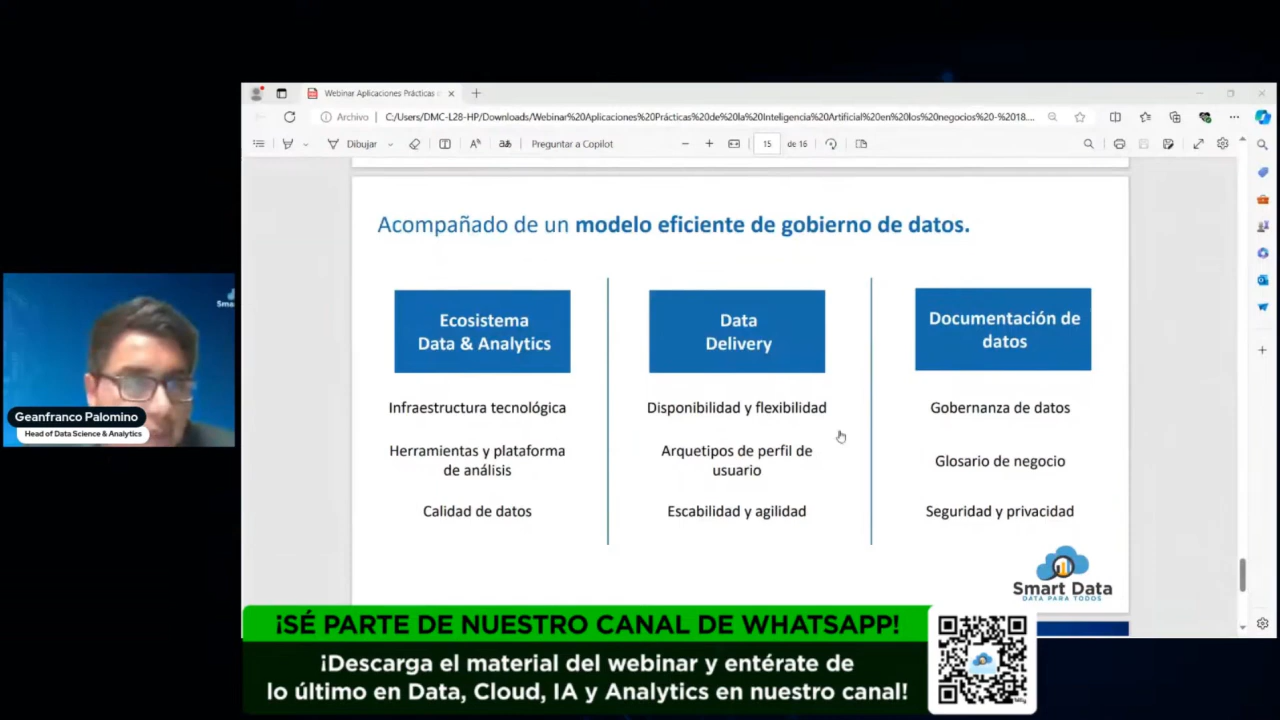 Webinar Aplicaciones Prácticas
Archivo
C:/Users/DMC-L28-HP/Downloads/Webinar%20Aplicaciones%20Prácticas%20de%20la%20Inteligencia%20Artificial%20en%20los%20negocios%20-%2018...
Dibujar
Preguntar a Copilot
15
de 16
Acompañado de un modelo eficiente de gobierno de datos.
Ecosistema
Data & Analytics
Infraestructura tecnológica
Herramientas y plataforma
de análisis
Calidad de datos
Data
Delivery
Disponibilidad y flexibilidad
Arquetipos de perfil de
usuario
Escabilidad y agilidad
Documentación de
datos
Gobernanza de datos
Glosario de negocio
Seguridad y privacidad
Smart Data
DATA PARA TODOS
Geanfranco Palomino
Head of Data Science & Analytics
¡SÉ PARTE DE NUESTRO CANAL DE WHATSAPP!
¡Descarga el material del webinar y entérate de
lo último en Data, Cloud, IA y Analytics en nuestro canal!